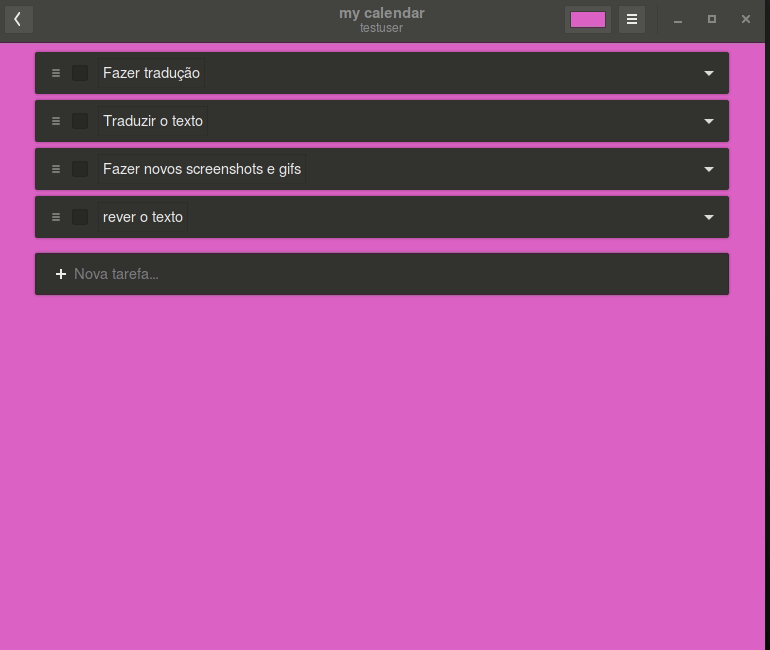 my calendar
testuser
Fazer tradução
Traduzir o texto
Fazer novos screenshots e gifs
rever o texto
Nova tarefa...